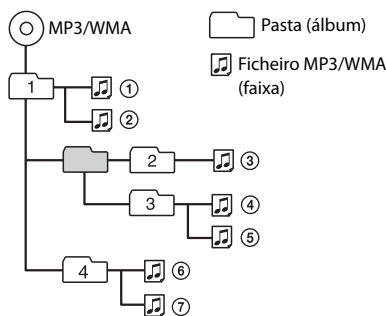 MP3/WMA
Pasta (álbum)
Ficheiro MP3/WMA
(faixa)
1 ①
②
2 ③
3 ④
⑤
4 ⑥
⑦